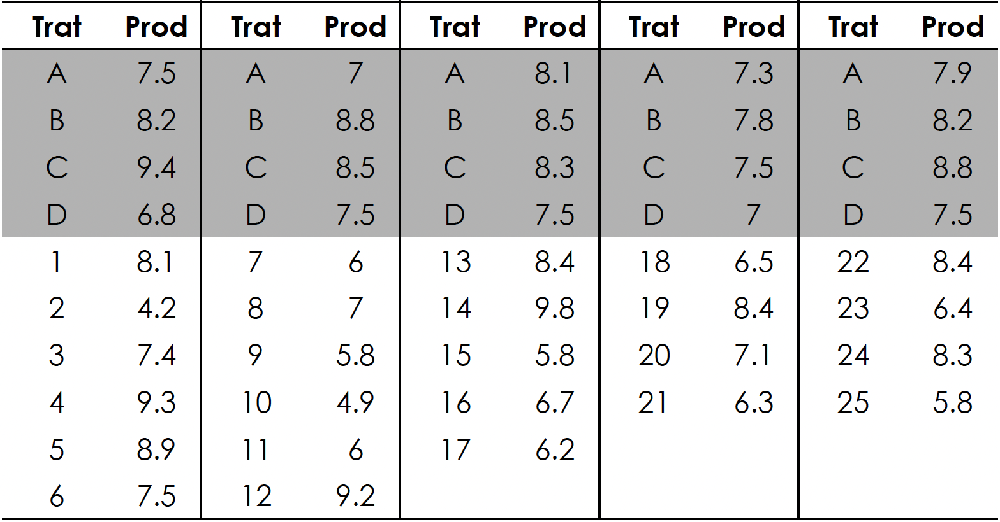 Trat Prod Trat Prod Trat Prod Trat Prod Trat Prod
A 7.5 A 7 A 8.1 A 7.3 A 7.9
B 8.2 B 8.8 B 8.5 B 7.8 B 8.2
C 9.4 C 8.5 C 8.3 C 7.5 C 8.8
D 6.8 D 7.5 D 7.5 D 7 D 7.5
1 8.1 7 6 13 8.4 18 6.5 22 8.4
2 4.2 8 7 14 9.8 19 8.4 23 6.4
3 7.4 9 5.8 15 5.8 20 7.1 24 8.3
4 9.3 10 4.9 16 6.7 21 6.3 25 5.8
5 8.9 11 6 17 6.2
6 7.5 12 9.2